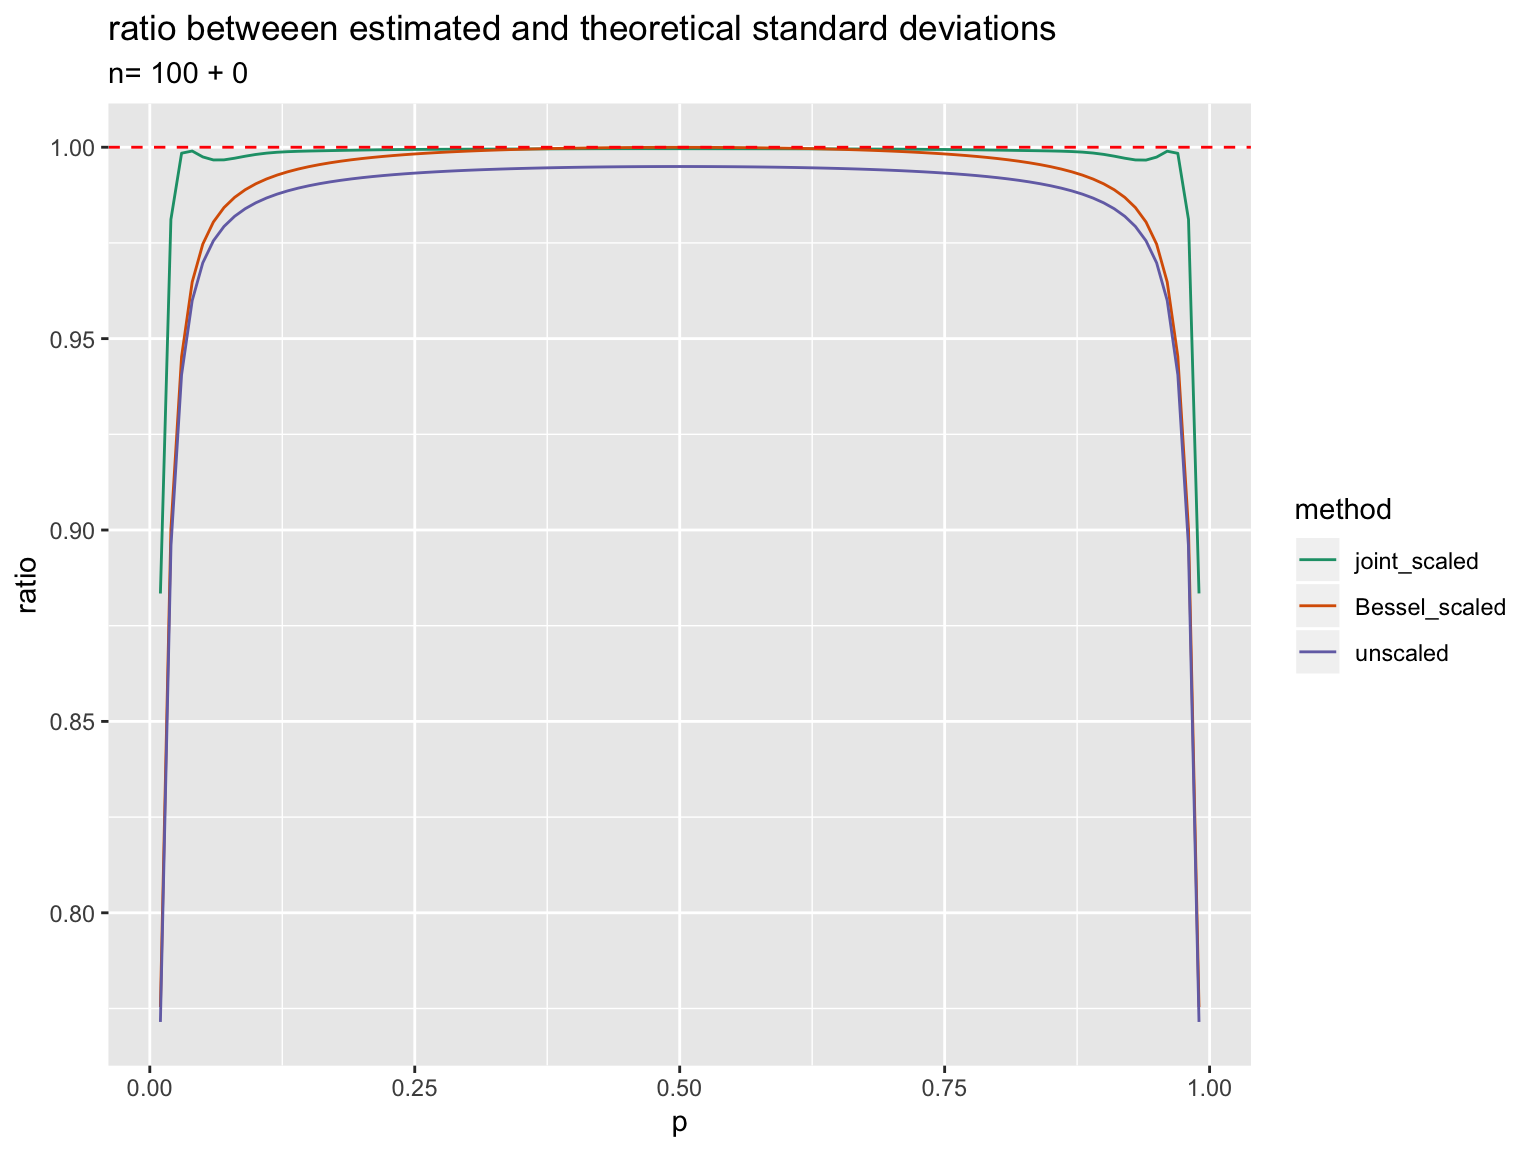 ratio betweeen estimated and theoretical standard deviations
n= 100 + 0
1.00
0.95
0.90
0.85
0.80
ratio
0.00
0.25
0.50
0.75
1.00
p
method
joint_scaled
Bessel_scaled
unscaled